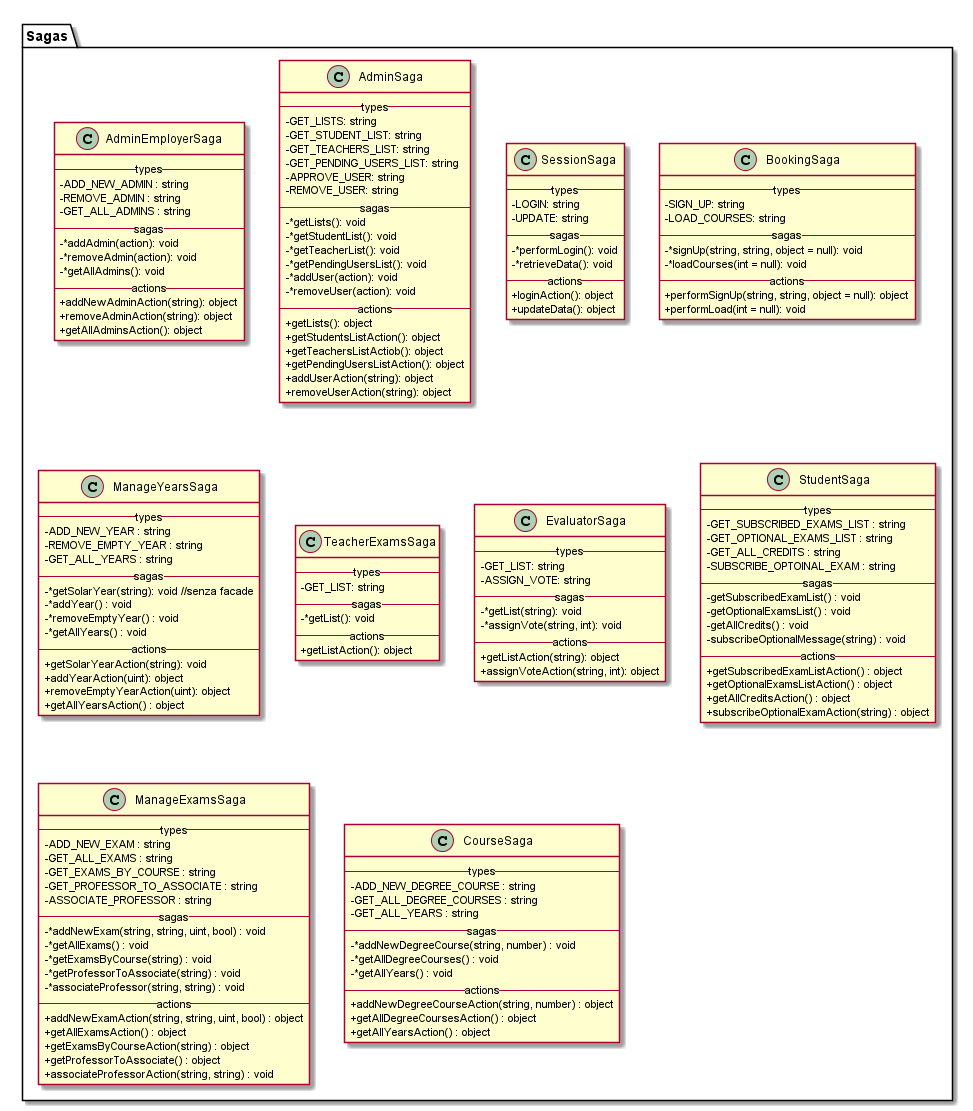 Sagas
C AdminEmployerSaga
types
-ADD_NEW_ADMIN : string
-REMOVE_ADMIN : string
-GET_ALL_ADMINS : string
sagas
-*addAdmin(action): void
-*removeAdmin(action): void
-*getAllAdmins(): void
actions
+addNewAdminAction(string): object
+removeAdminAction(string): object
+getAllAdminsAction(): object
C AdminSaga
types
-GET_LISTS: string
-GET_STUDENT_LIST: string
-GET_TEACHERS_LIST: string
-GET_PENDING_USERS_LIST: string
-APPROVE_USER: string
-REMOVE_USER: string
sagas
-*getLists(): void
-*getStudentList(): void
-*getTeacherList(): void
-*getPendingUsersList(): void
-*addUser(action): void
-*removeUser(action): void
actions
+getLists(): object
+getStudentsListAction(): object
+getTeachersListActiob(): object
+getPendingUsersListAction(): object
+addUserAction(string): object
+removeUserAction(string): object
C SessionSaga
types
-LOGIN: string
-UPDATE: string
sagas
-*performLogin(): void
-*retrieveData(): void
actions
+loginAction(): object
+updateData(): object
C BookingSaga
types
-SIGN_UP: string
-LOAD_COURSES: string
sagas
-*signUp(string, string, object = null): void
-*loadCourses(int = null): void
actions
+performSignUp(string, string, object = null): object
+performLoad(int = null): void
C ManageYearsSaga
types
-ADD_NEW_YEAR : string
-REMOVE_EMPTY_YEAR : string
-GET_ALL_YEARS : string
sagas
-*getSolarYear(string): void //senza facade
-*addYear() : void
-*removeEmptyYear() : void
-*getAllYears() : void
actions
+getSolarYearAction(string): void
+addYearAction(uint): object
+removeEmptyYearAction(uint): object
+getAllYearsAction() : object
C TeacherExamsSaga
types
-GET_LIST: string
sagas
-*getList(): void
actions
+getListAction(): object
C EvaluatorSaga
types
-GET_LIST: string
-ASSIGN_VOTE: string
sagas
-*getList(string): void
-*assignVote(string, int): void
actions
+getListAction(string): object
+assignVoteAction(string, int): object
C StudentSaga
types
-GET_SUBSCRIBED_EXAMS_LIST : string
-GET_OPTIONAL_EXAMS_LIST : string
-GET_ALL_CREDITS : string
-SUBSCRIBE_OPTOINAL_EXAM : string
sagas
-getSubscribedExamList() : void
-getOptionalExamsList() : void
-getAllCredits() : void
-subscribeOptionalMessage(string) : void
actions
+getSubscribedExamListAction() : object
+getOptionalExamsListAction() : object
+getAllCreditsAction() : object
+subscribeOptionalExamAction(string) : object
C ManageExamsSaga
types
-ADD_NEW_EXAM : string
-GET_ALL_EXAMS : string
-GET_EXAMS_BY_COURSE : string
-GET_PROFESSOR_TO_ASSOCIATE : string
-ASSOCIATE_PROFESSOR : string
sagas
-*addNewExam(string, string, uint, bool) : void
-*getAllExams() : void
-*getExamsByCourse(string) : void
-*getProfessorToAssociate(string) : void
-*associateProfessor(string, string) : void
actions
+addNewExamAction(string, string, uint, bool) : object
+getAllExamsAction() : object
+getExamsByCourseAction(string) : object
+getProfessorToAssociate() : object
+associateProfessorAction(string, string) : void
C CourseSaga
types
-ADD_NEW_DEGREE_COURSE : string
-GET_ALL_DEGREE_COURSES : string
-GET_ALL_YEARS : string
sagas
-*addNewDegreeCourse(string, number) : void
-*getAllDegreeCourses() : void
-*getAllYears() : void
actions
+addNewDegreeCourseAction(string, number) : object
+getAllDegreeCoursesAction() : object
+getAllYearsAction() : object